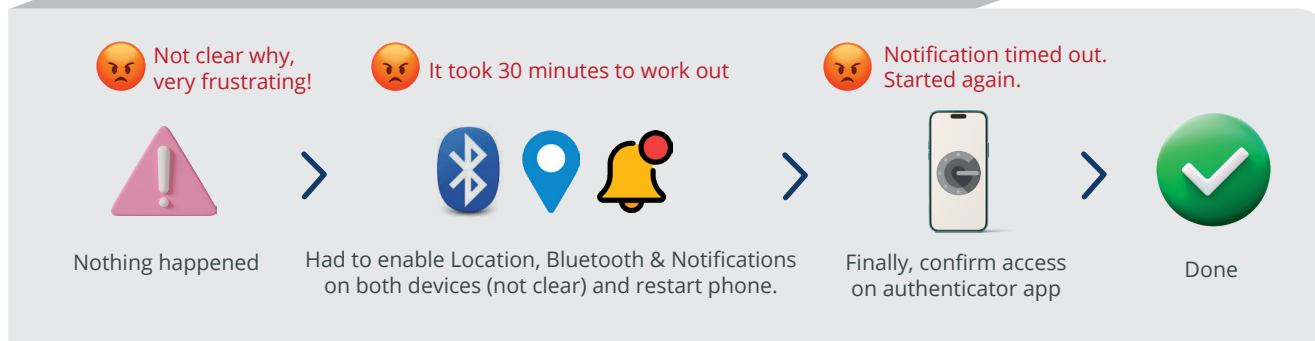 Not clear why,
very frustrating!
It took 30 minutes to work out
Notification timed out.
Started again.
Nothing happened
Had to enable Location, Bluetooth & Notifications
on both devices (not clear) and restart phone.
Finally, confirm access
on authenticator app
Done